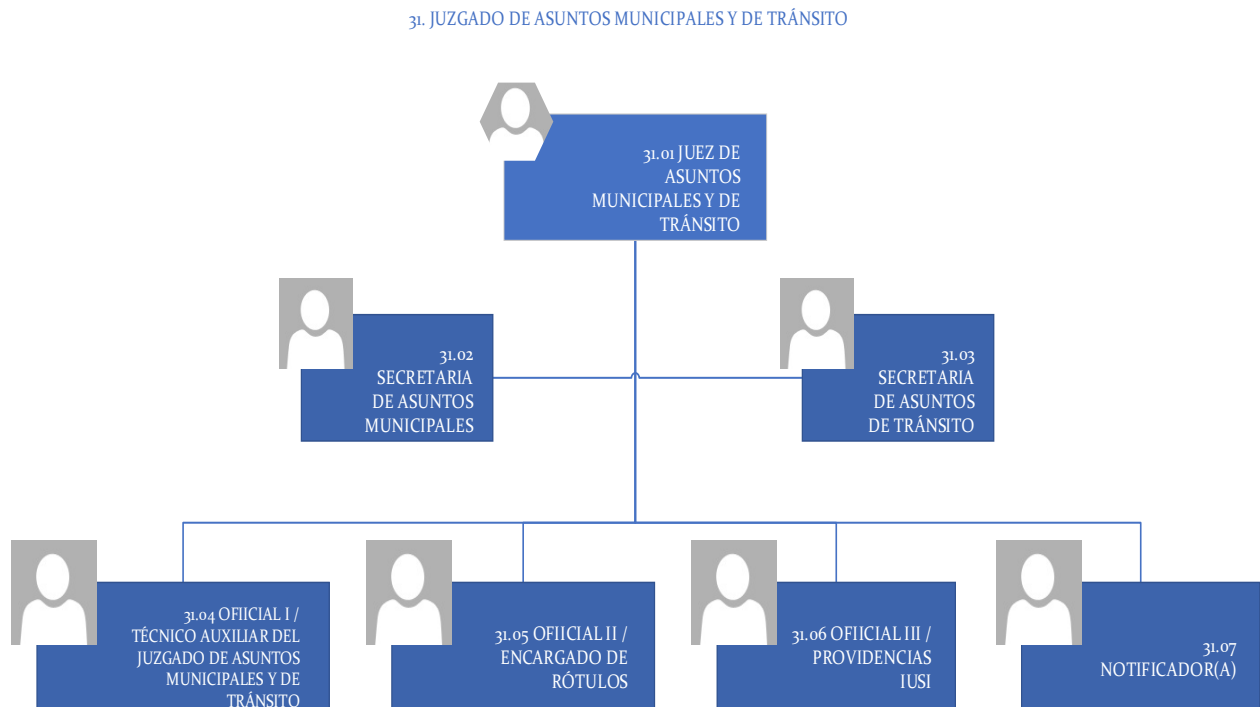 31. JUZGADO DE ASUNTOS MUNICIPALES Y DE TRÁNSITO
31.01 JUEZ DE
ASUNTOS
MUNICIPALES Y DE
TRÁNSITO
31.02
SECRETARIA
DE ASUNTOS
MUNICIPALES
31.03
SECRETARIA
DE ASUNTOS
DE TRÁNSITO
31.04 OFIICIAL I /
TÉCNICO AUXILIAR DEL
JUZGADO DE ASUNTOS
MUNICIPALES Y DE
TRÁNSITO
31.05 OFIICIAL II /
ENCARGADO DE
RÓTULOS
31.06 OFIICIAL III /
PROVIDENCIAS
IUSI
31.07
NOTIFICADOR(A)